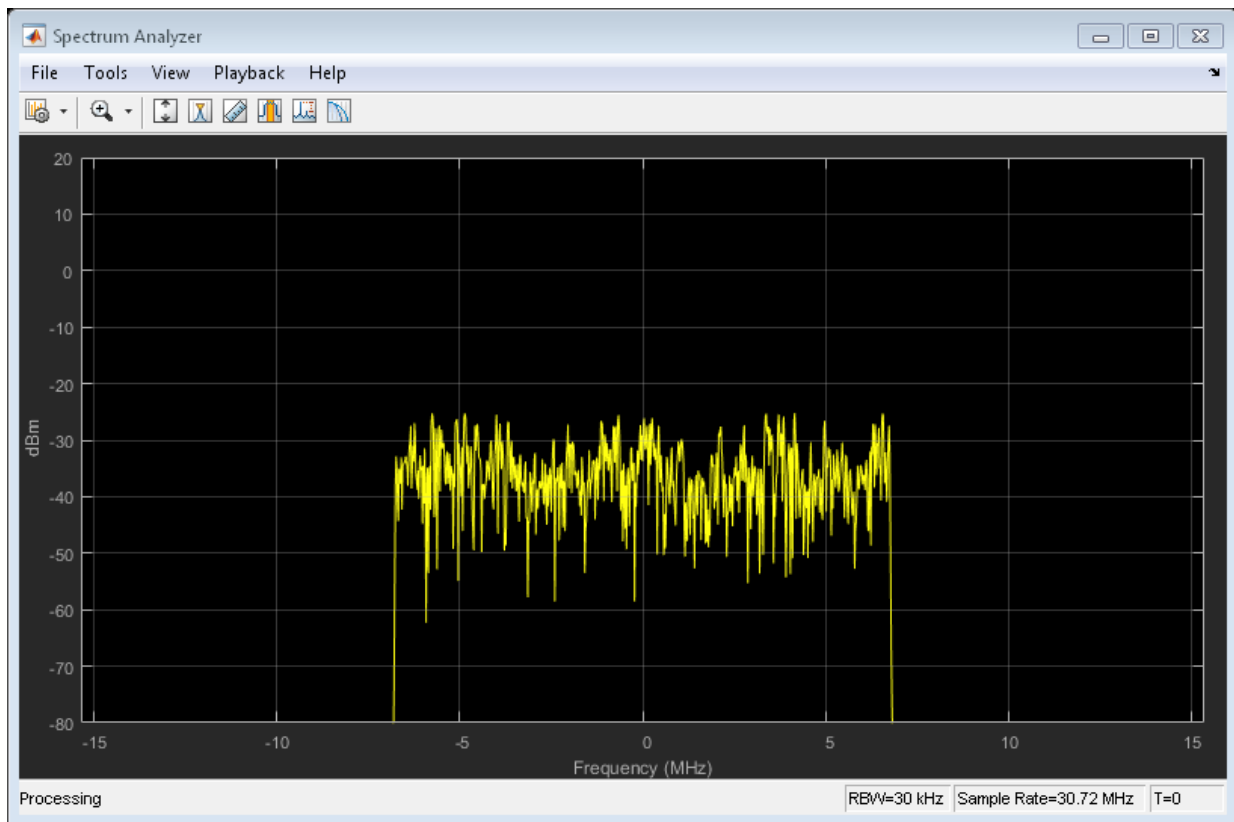 Spectrum Analyzer
File Tools View Playback Help
20
10
0
-10
-20
-30
-40
-50
-60
-70
-80
dBm
-15 -10 -5 0 5 10 15
Frequency (MHz)
Processing RBW=30 kHz Sample Rate=30.72 MHz T=0